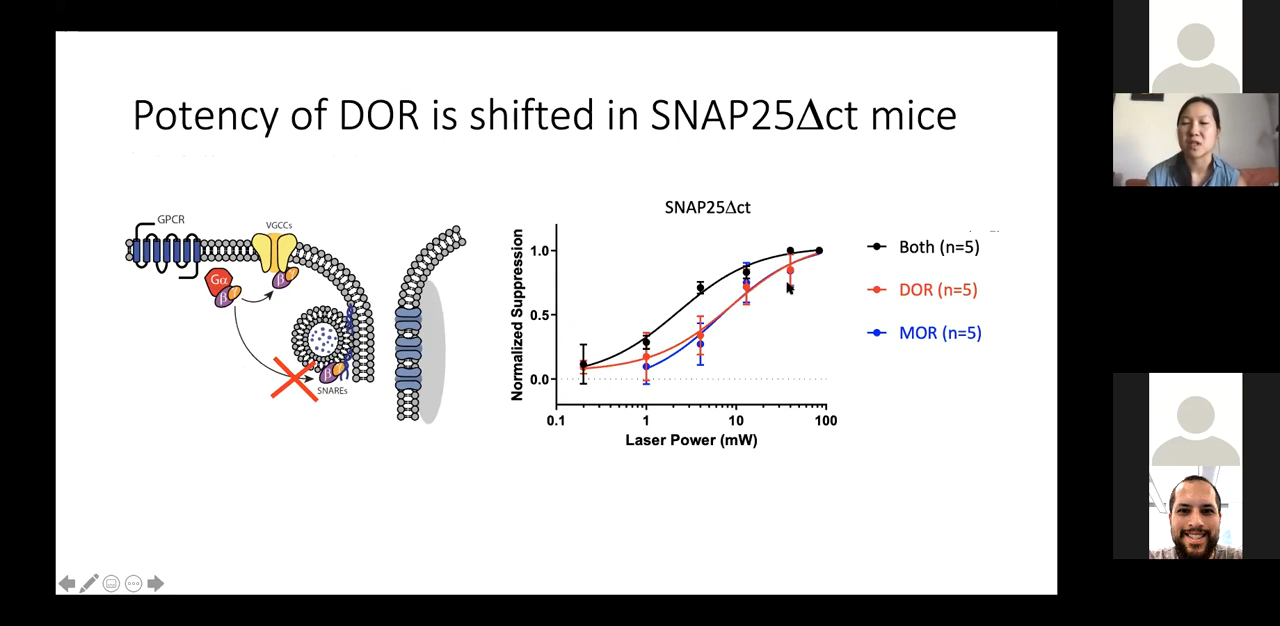 Potency of DOR is shifted in SNAP25Δct mice
GPCR
VGCCs
Gα
β
β
β
SNAREs
SNAP25Δct
Normalized Suppression
1.0
0.5
0.0
0.1
1
10
100
Laser Power (mW)
Both (n=5)
DOR (n=5)
MOR (n=5)